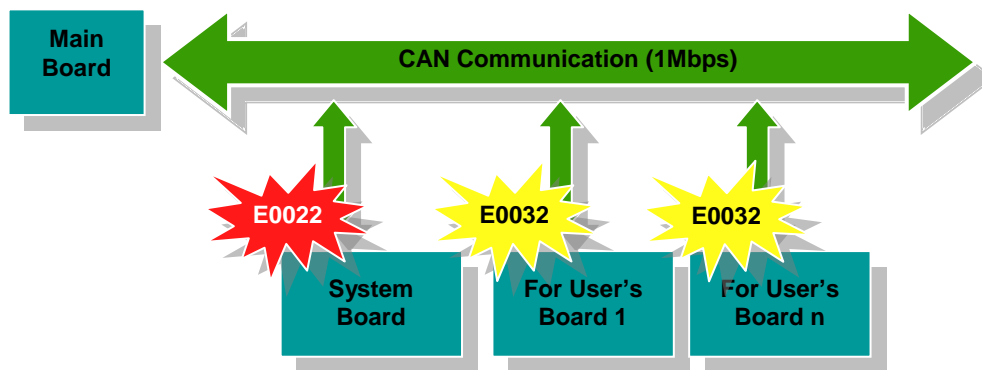 Main
Board
CAN Communication (1Mbps)
E0022
E0032
E0032
System
Board
For User's
Board 1
For User's
Board n